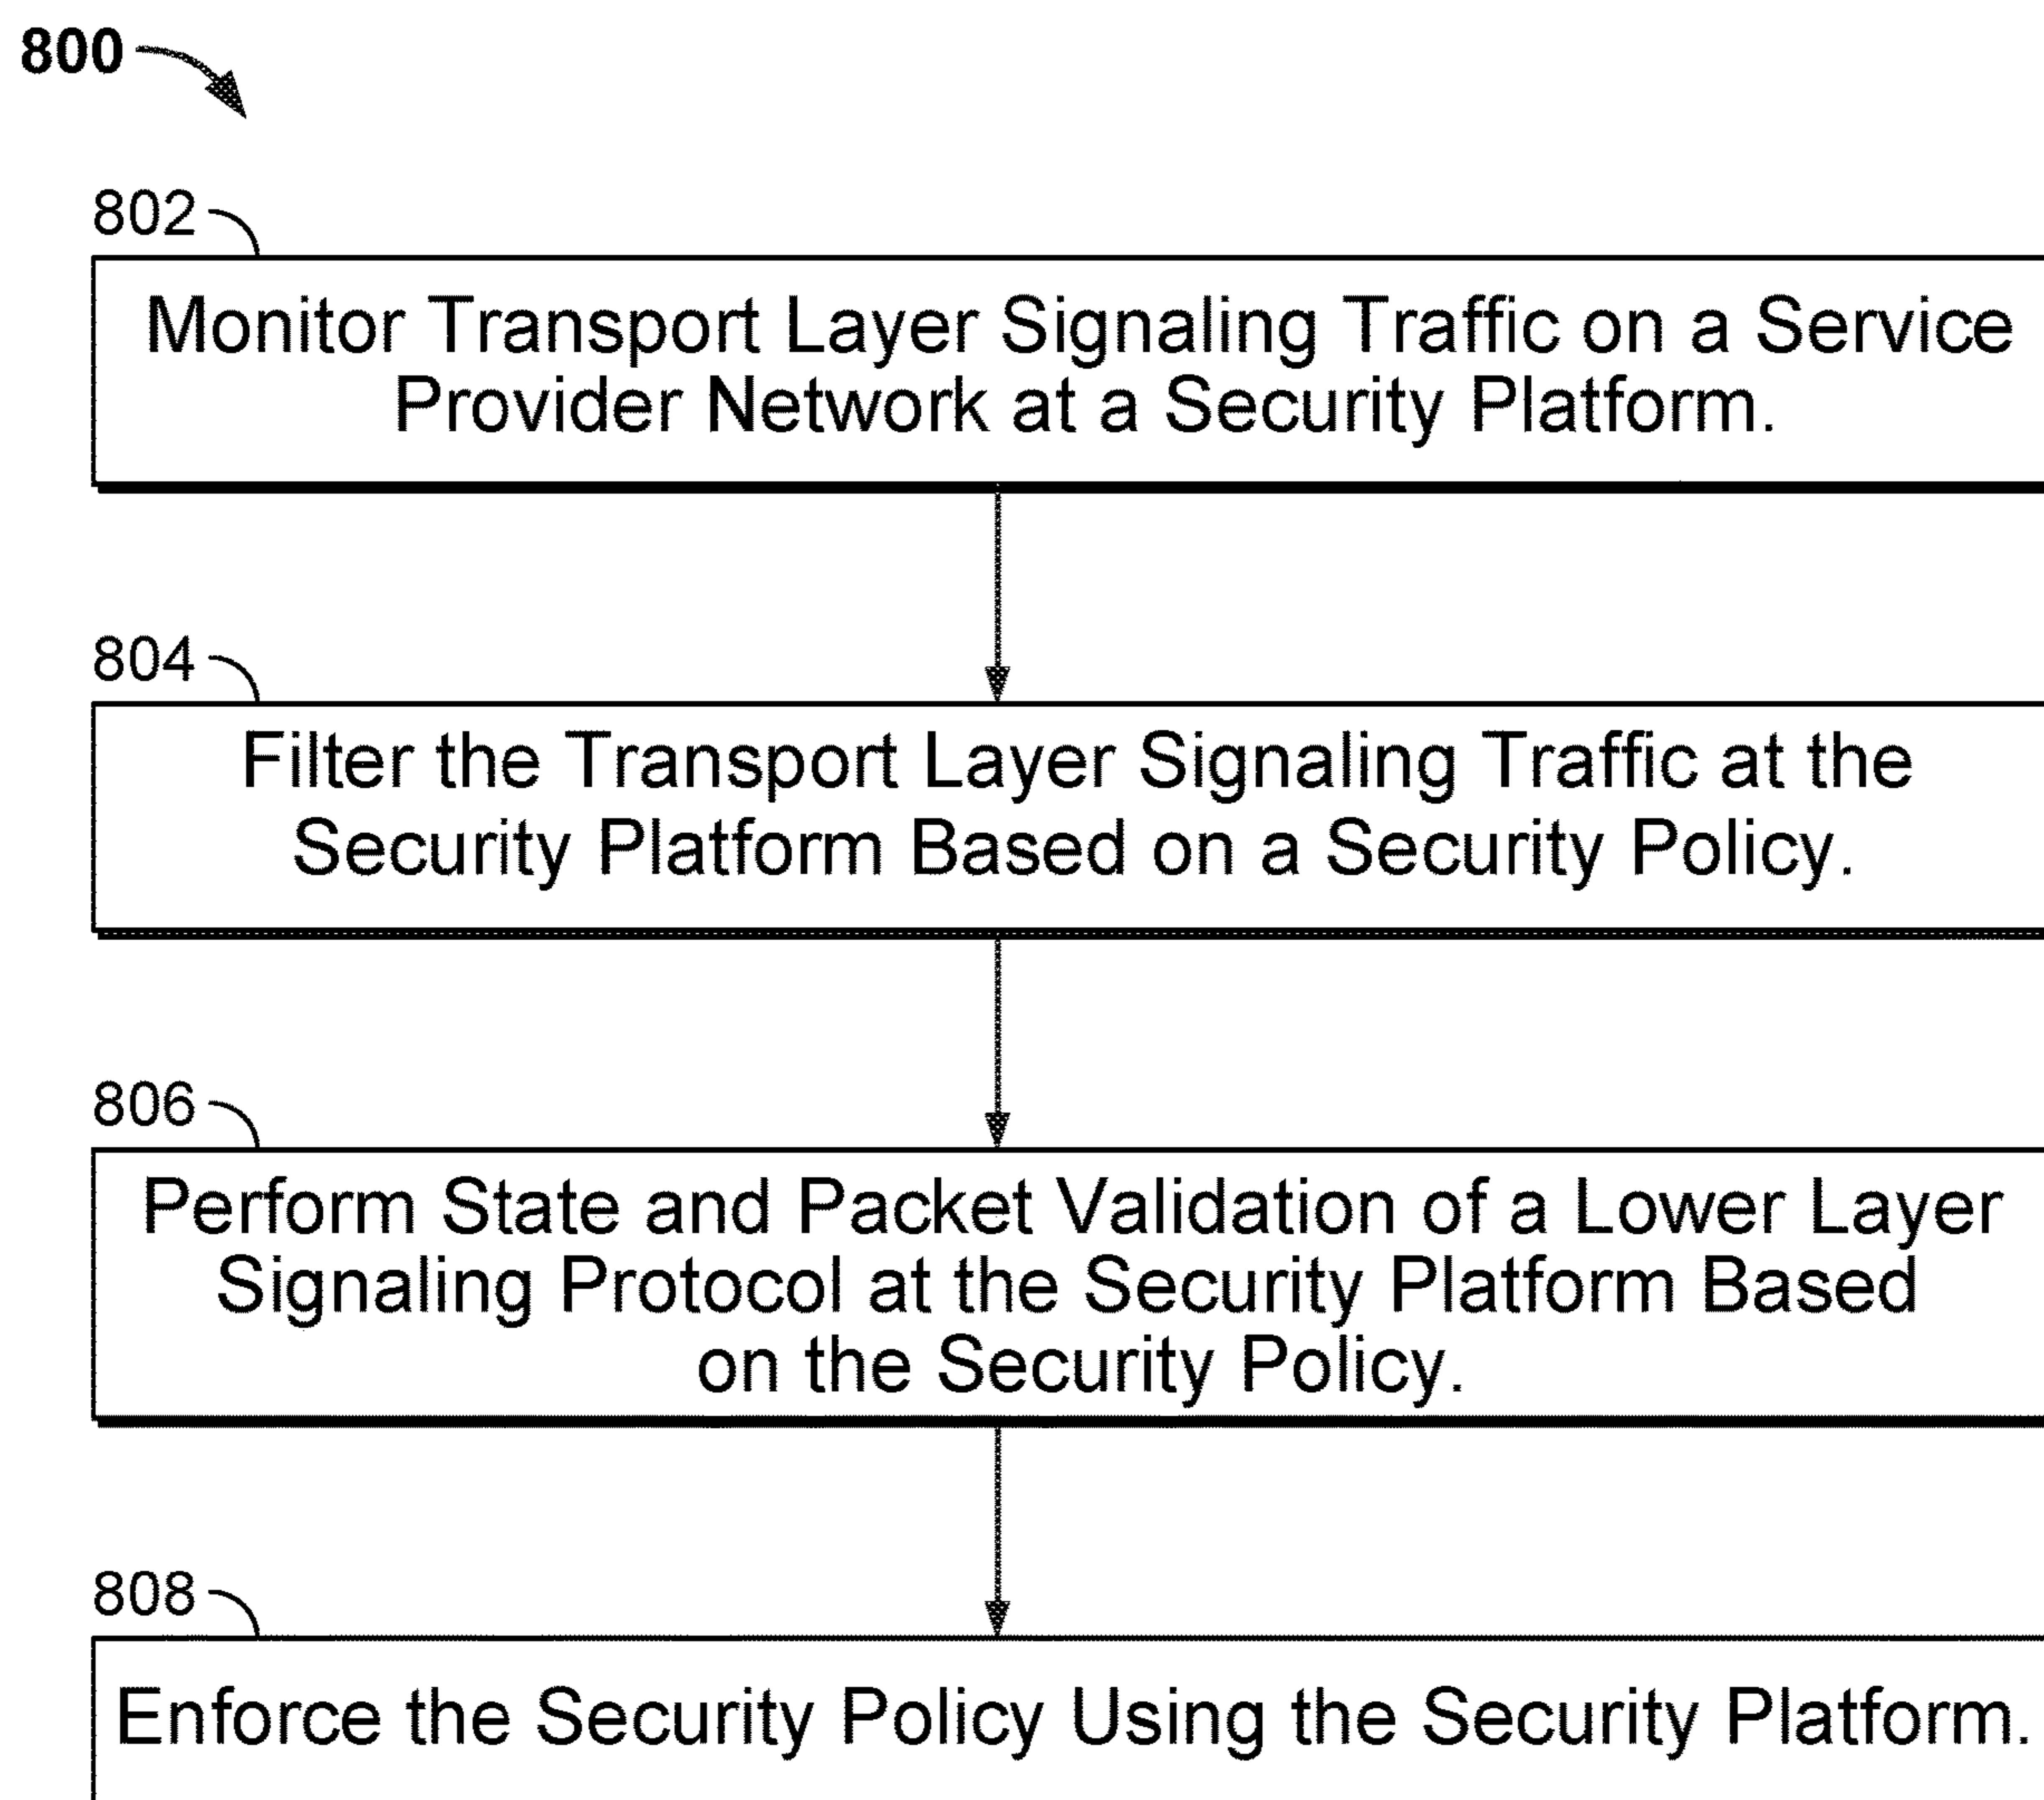 800
802
Monitor Transport Layer Signaling Traffic on a Service
Provider Network at a Security Platform.
804
Filter the Transport Layer Signaling Traffic at the
Security Platform Based on a Security Policy.
806
Perform State and Packet Validation of a Lower Layer
Signaling Protocol at the Security Platform Based
on the Security Policy.
808
Enforce the Security Policy Using the Security Platform.